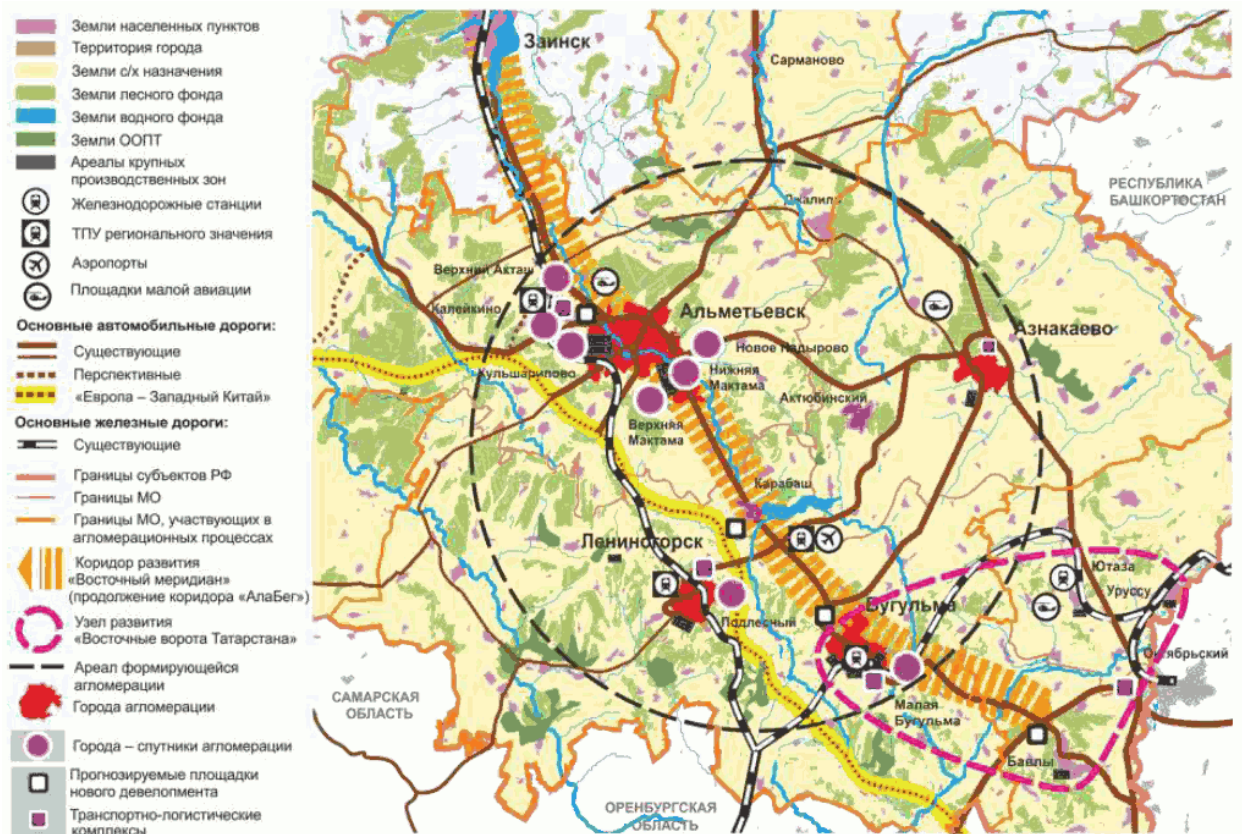 Земли населенных пунктов
Территория города
Земли с/х назначения
Земли лесного фонда
Земли водного фонда
Земли ООПТ
Ареалы крупных
производственных зон
Железнодорожные станции
ТПУ регионального значения
Аэропорты
Площадки малой авиации
Основные автомобильные дороги:
Существующие
Перспективные
«Европа – Западный Китай»
Основные железные дороги:
Существующие
Границы субъектов РФ
Границы МО
Границы МО, участвующих в
агломерационных процессах
Коридор развития
«Восточный меридиан»
(продолжение коридора «АлаБег»)
Узел развития
«Восточные ворота Татарстана»
Ареал формирующейся
агломерации
Города агломерации
Города – спутники агломерации
Прогнозируемые площадки
нового девелопмента
Транспортно-логистические
комплексы
Заинск
Сарманово
РЕСПУБЛИКА
БАШКОРТОСТАН
Джалиль
Верхний Акташ
Калейкино
Альметьевск
Азнакаево
Новое Надырово
Кульшарипово
Нижняя
Мактама
Актюбинский
Верхняя
Мактама
Карабаш
Лениногорск
Ютаза
Уруссу
Бугульма
Подлесный
Октябрьский
САМАРСКАЯ
ОБЛАСТЬ
Малая
Бугульма
Бавлы
ОРЕНБУРГСКАЯ
ОБЛАСТЬ